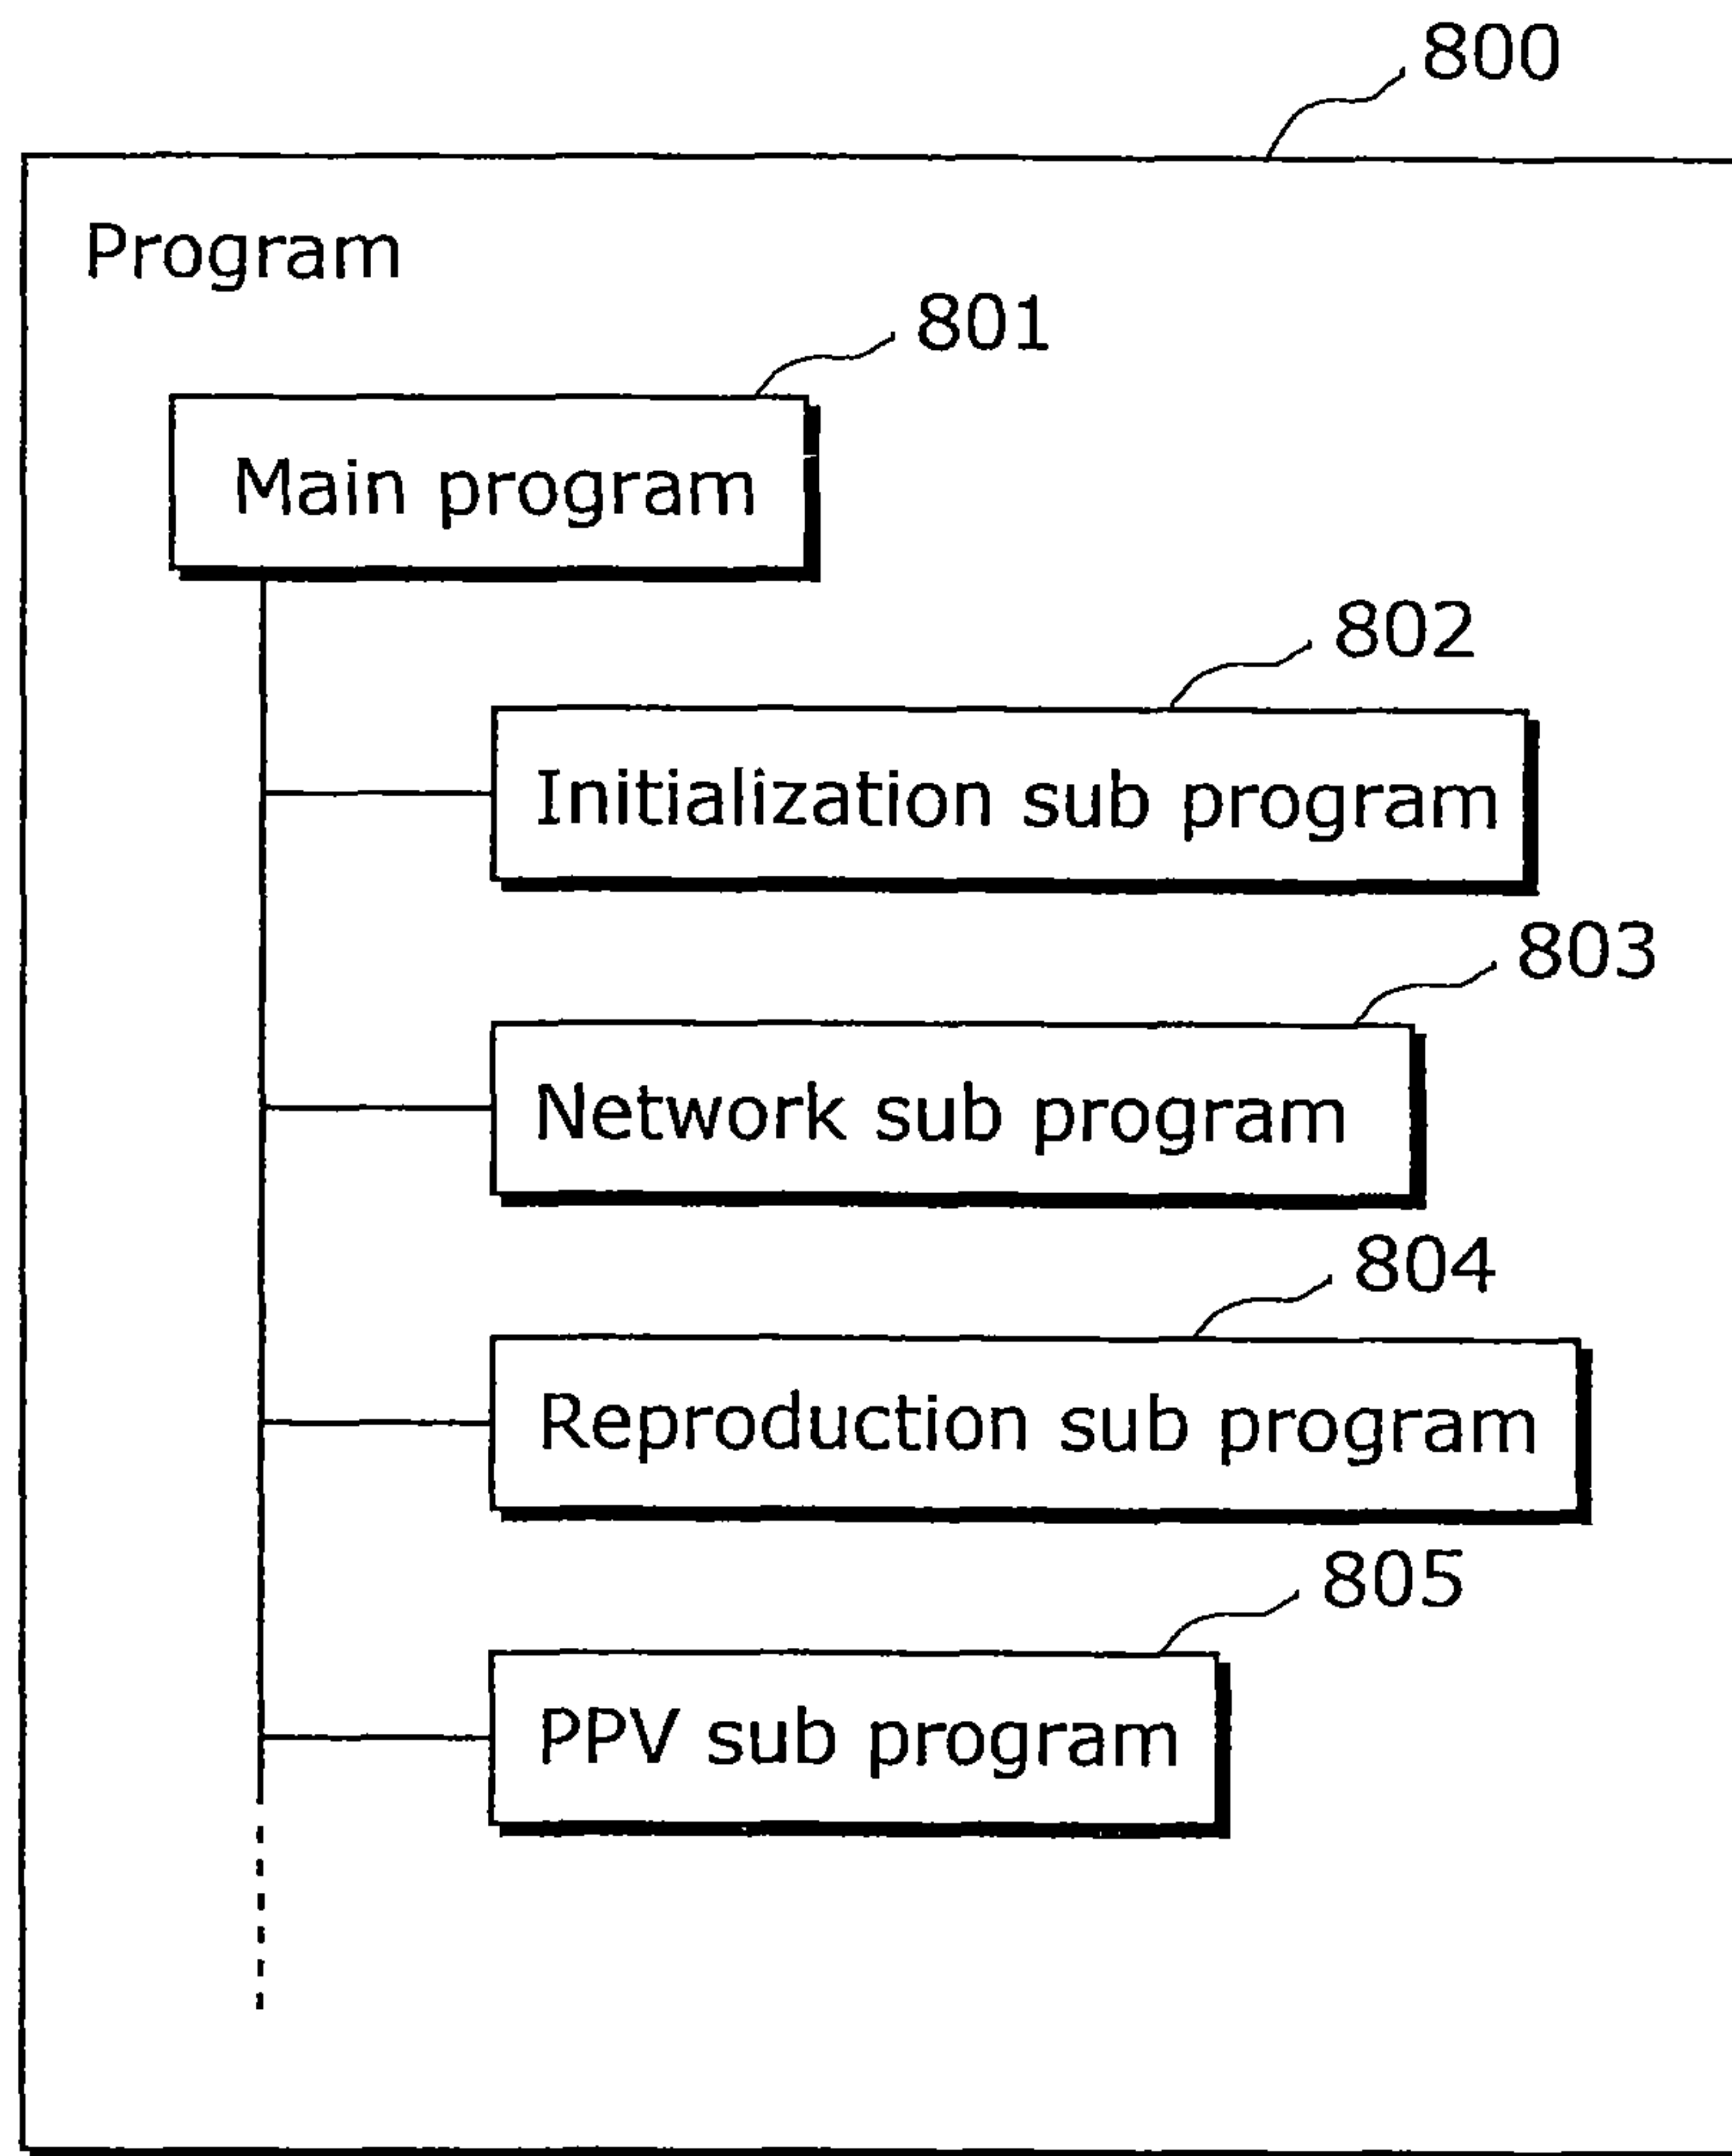 800
Program
801
Main program
802
Initialization sub program
803
Network sub program
804
Reproduction sub program
805
PPV sub program